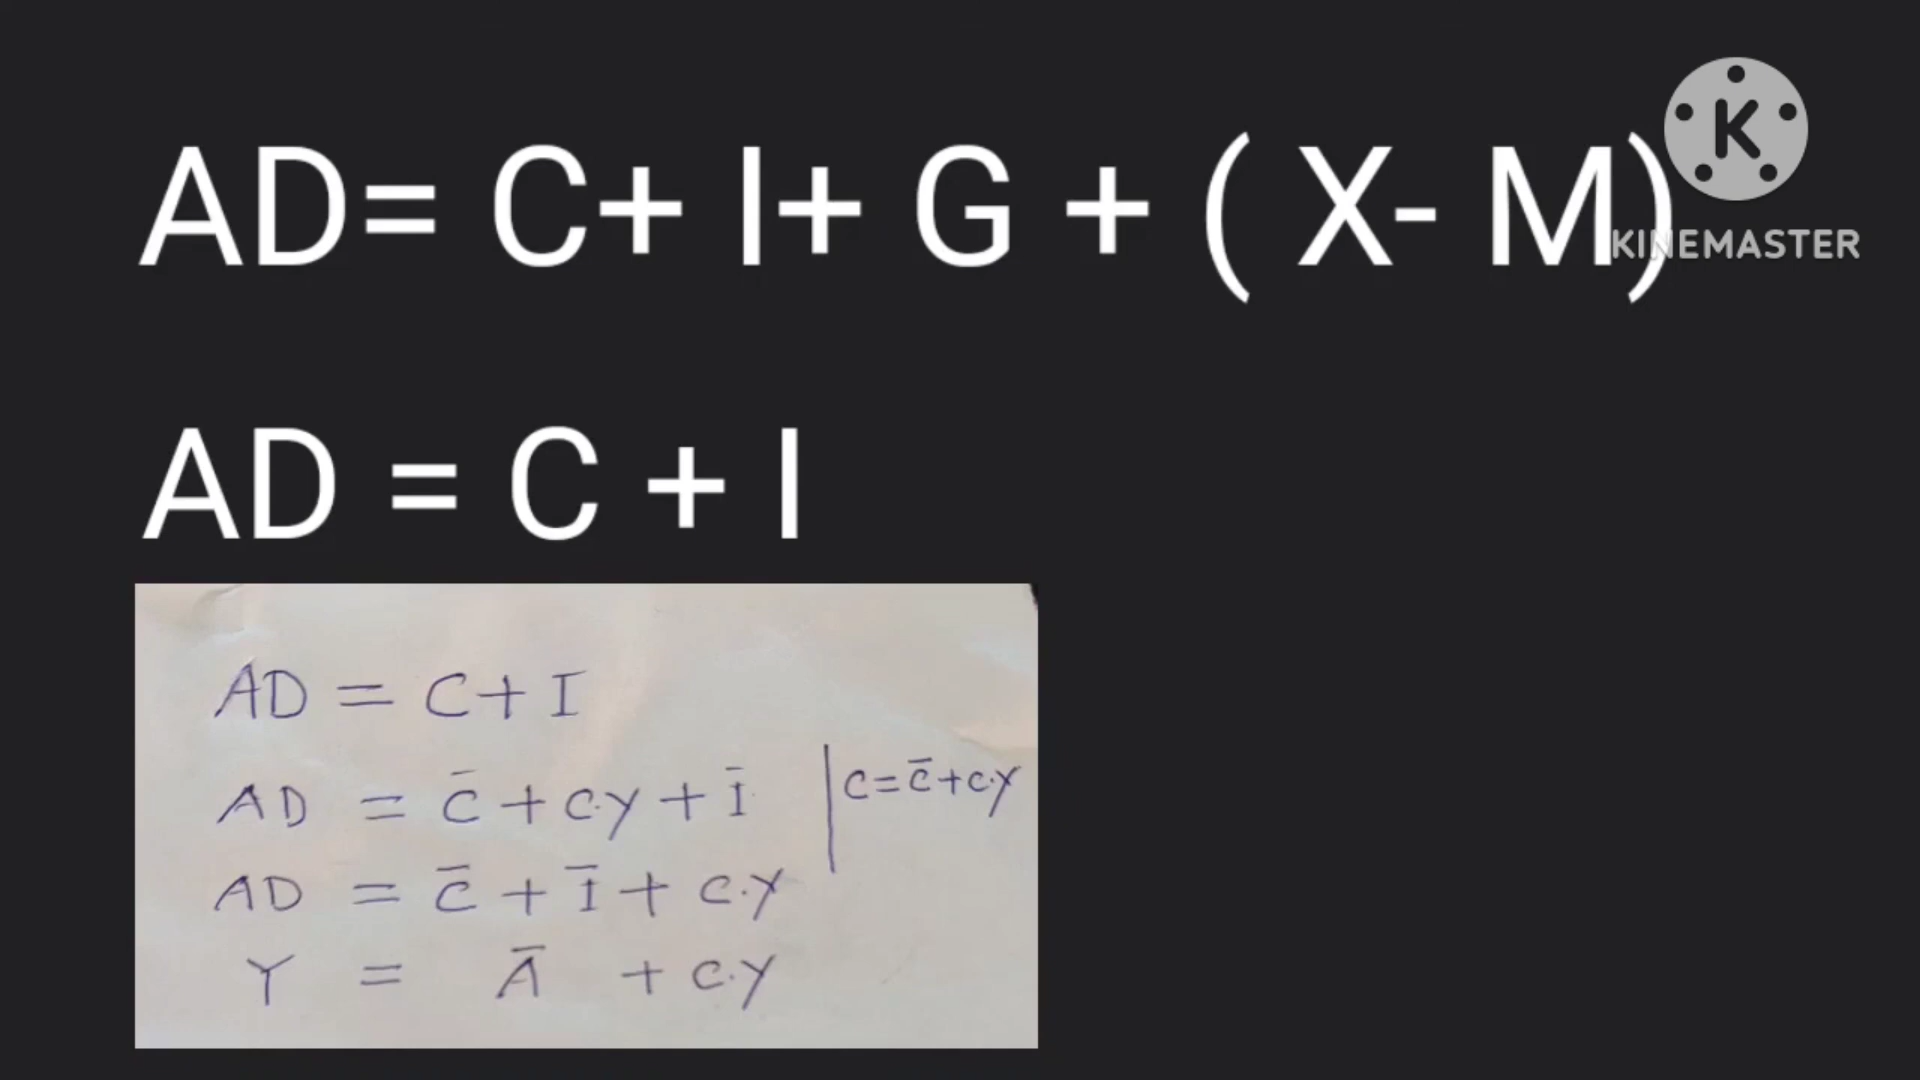 AD= C+ I+ G + ( X- M)
K
KINEMASTER
AD = C + I
AD = C + I
AD = C̄ + C.Y + Ī | C = C̄ + C.Y
AD = C̄ + Ī + C.Y
Y = Ā + C.Y